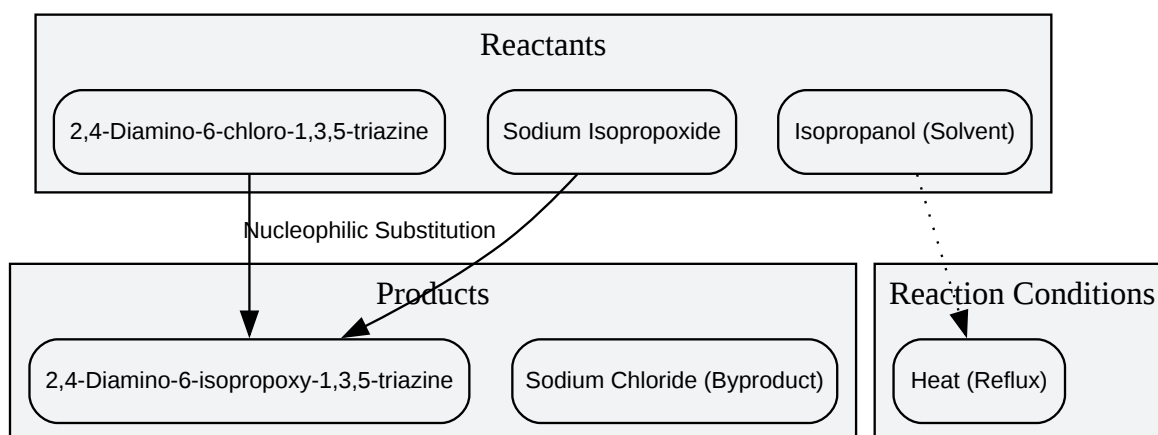 Reactants
2,4-Diamino-6-chloro-1,3,5-triazine
Sodium Isopropoxide
Isopropanol (Solvent)
Nucleophilic Substitution
Products
Reaction Conditions
2,4-Diamino-6-isopropoxy-1,3,5-triazine
Sodium Chloride (Byproduct)
Heat (Reflux)